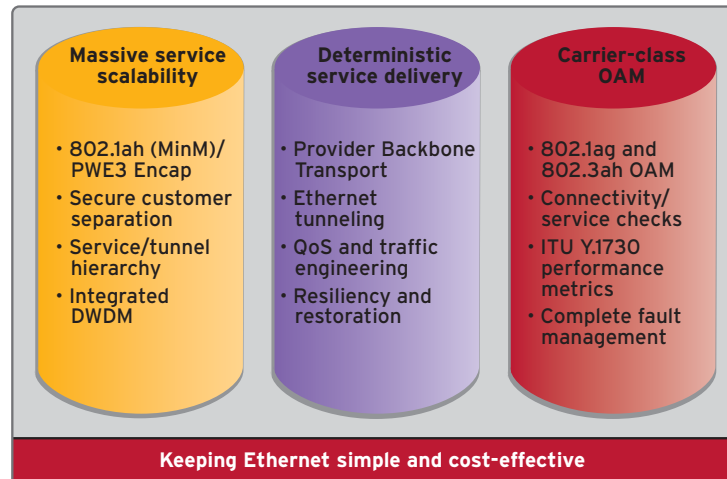 Massive service
scalability
• 802.1ah (MinM)/
PWE3 Encap
• Secure customer
separation
• Service/tunnel
hierarchy
• Integrated
DWDM
Deterministic
service delivery
• Provider Backbone
Transport
• Ethernet
tunneling
• QoS and traffic
engineering
• Resiliency and
restoration
Carrier-class
OAM
• 802.1ag and
802.3ah OAM
• Connectivity/
service checks
• ITU Y.1730
performance
metrics
• Complete fault
management
Keeping Ethernet simple and cost-effective